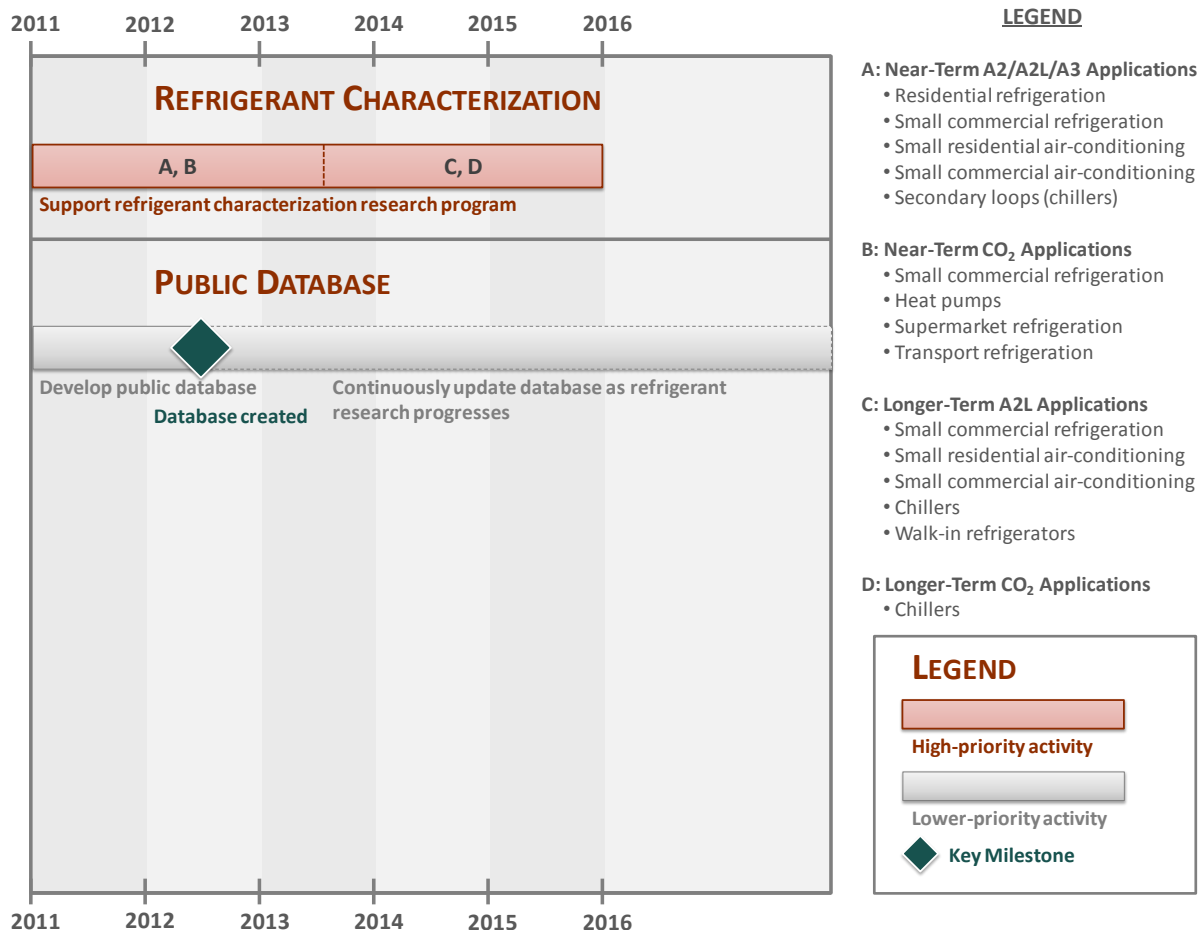 2011 2012 2013 2014 2015 2016
REFRIGERANT CHARACTERIZATION
A, B
C, D
Support refrigerant characterization research program
PUBLIC DATABASE
Develop public database
Database created
Continuously update database as refrigerant
research progresses
2011 2012 2013 2014 2015 2016
LEGEND
A: Near-Term A2/A2L/A3 Applications
• Residential refrigeration
• Small commercial refrigeration
• Small residential air-conditioning
• Small commercial air-conditioning
• Secondary loops (chillers)
B: Near-Term CO₂ Applications
• Small commercial refrigeration
• Heat pumps
• Supermarket refrigeration
• Transport refrigeration
C: Longer-Term A2L Applications
• Small commercial refrigeration
• Small residential air-conditioning
• Small commercial air-conditioning
• Chillers
• Walk-in refrigerators
D: Longer-Term CO₂ Applications
• Chillers
LEGEND
High-priority activity
Lower-priority activity
Key Milestone